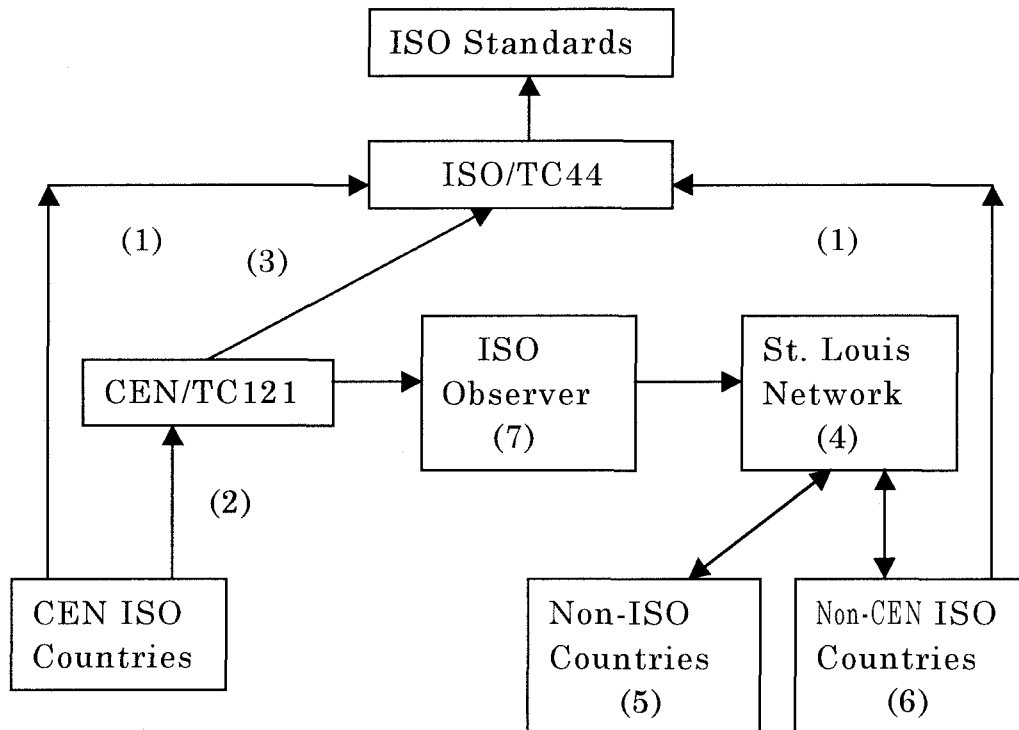 ISO Standards
ISO/TC44
(1)
(3)
(1)
CEN/TC121
ISO
Observer
(7)
St. Louis
Network
(4)
(2)
CEN ISO
Countries
Non-ISO
Countries
(5)
Non-CEN ISO
Countries
(6)